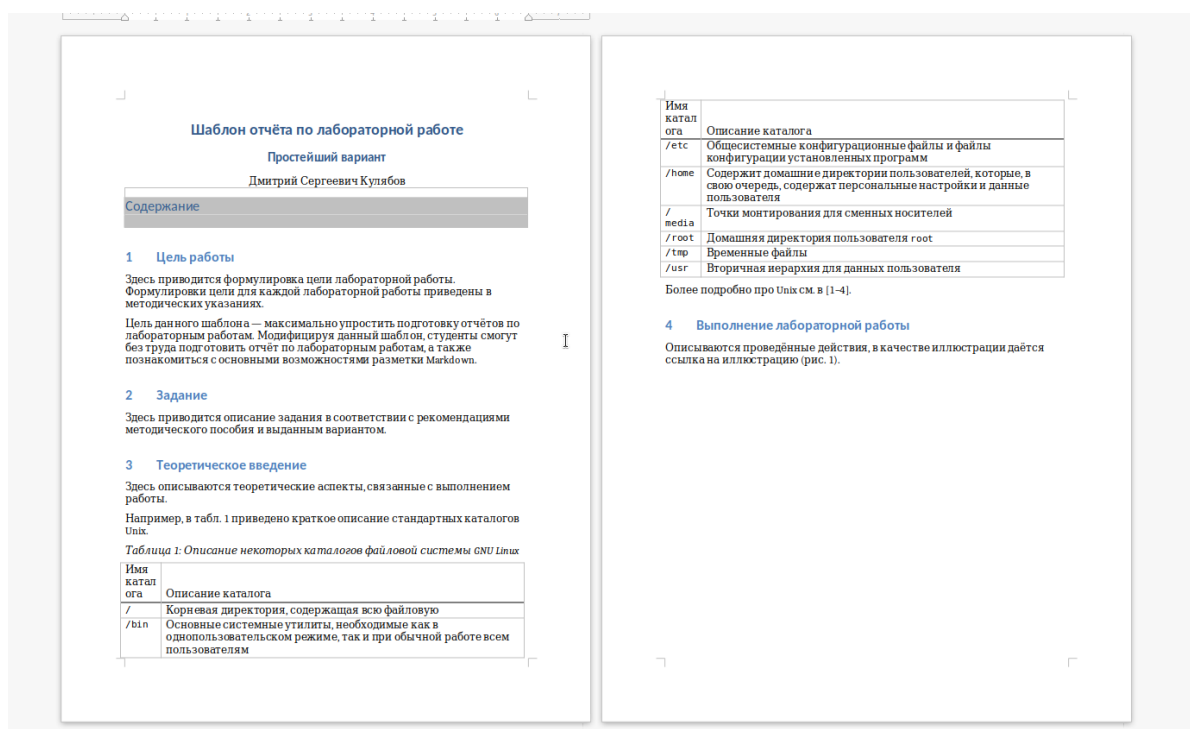 Шаблон отчёта по лабораторной работе
Простейший вариант
Дмитрий Сергеевич Кулябов
Содержание
1 Цель работы
Здесь приводится формулировка цели лабораторной работы.
Формулировки цели для каждой лабораторной работы приведены в
методических указаниях.
Цель данного шаблона — максимально упростить подготовку отчётов по
лабораторным работам. Модифицируя данный шаблон, студенты смогут
без труда подготовить отчёт по лабораторным работам, а также
познакомиться с основными возможностями разметки Markdown.
2 Задание
Здесь приводится описание задания в соответствии с рекомендациями
методического пособия и выданным вариантом.
3 Теоретическое введение
Здесь описываются теоретические аспекты, связанные с выполнением
работы.
Например, в табл. 1 приведено краткое описание стандартных каталогов
Unix.
Таблица 1: Описание некоторых каталогов файловой системы GNU Linux
Имя
катал
ога Описание каталога
/ Корневая директория, содержащая всю файловую
/bin Основные системные утилиты, необходимые как в
однопользовательском режиме, так и при обычной работе всем
пользователям
Имя
катал
ога Описание каталога
/etc Общесистемные конфигурационные файлы и файлы
конфигурации установленных программ
/home Содержит домашние директории пользователей, которые, в
свою очередь, содержат персональные настройки и данные
пользователя
/ Точки монтирования для сменных носителей
media
/root Домашняя директория пользователя root
/tmp Временные файлы
/usr Вторичная иерархия для данных пользователя
Более подробно про Unix см. в [1–4].
4 Выполнение лабораторной работы
Описываются проведённые действия, в качестве иллюстрации даётся
ссылка на иллюстрацию (рис. 1).